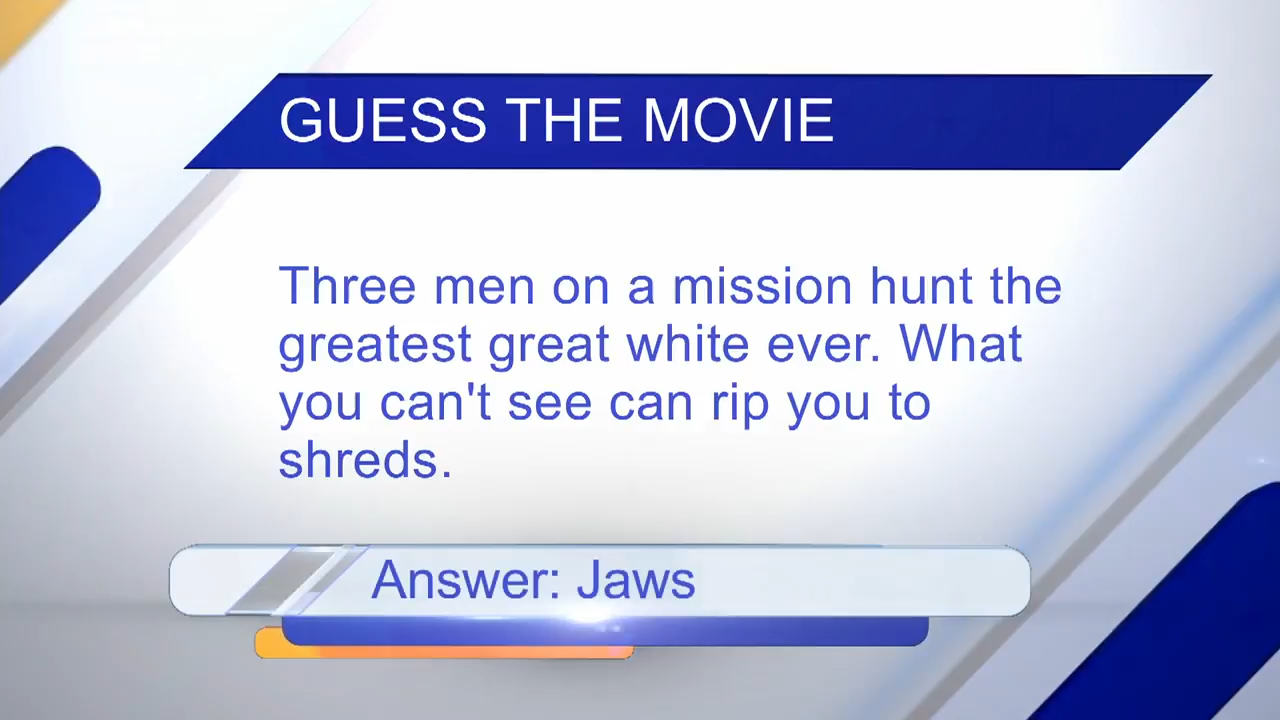 GUESS THE MOVIE
Three men on a mission hunt the
greatest great white ever. What
you can't see can rip you to
shreds.
Answer: Jaws